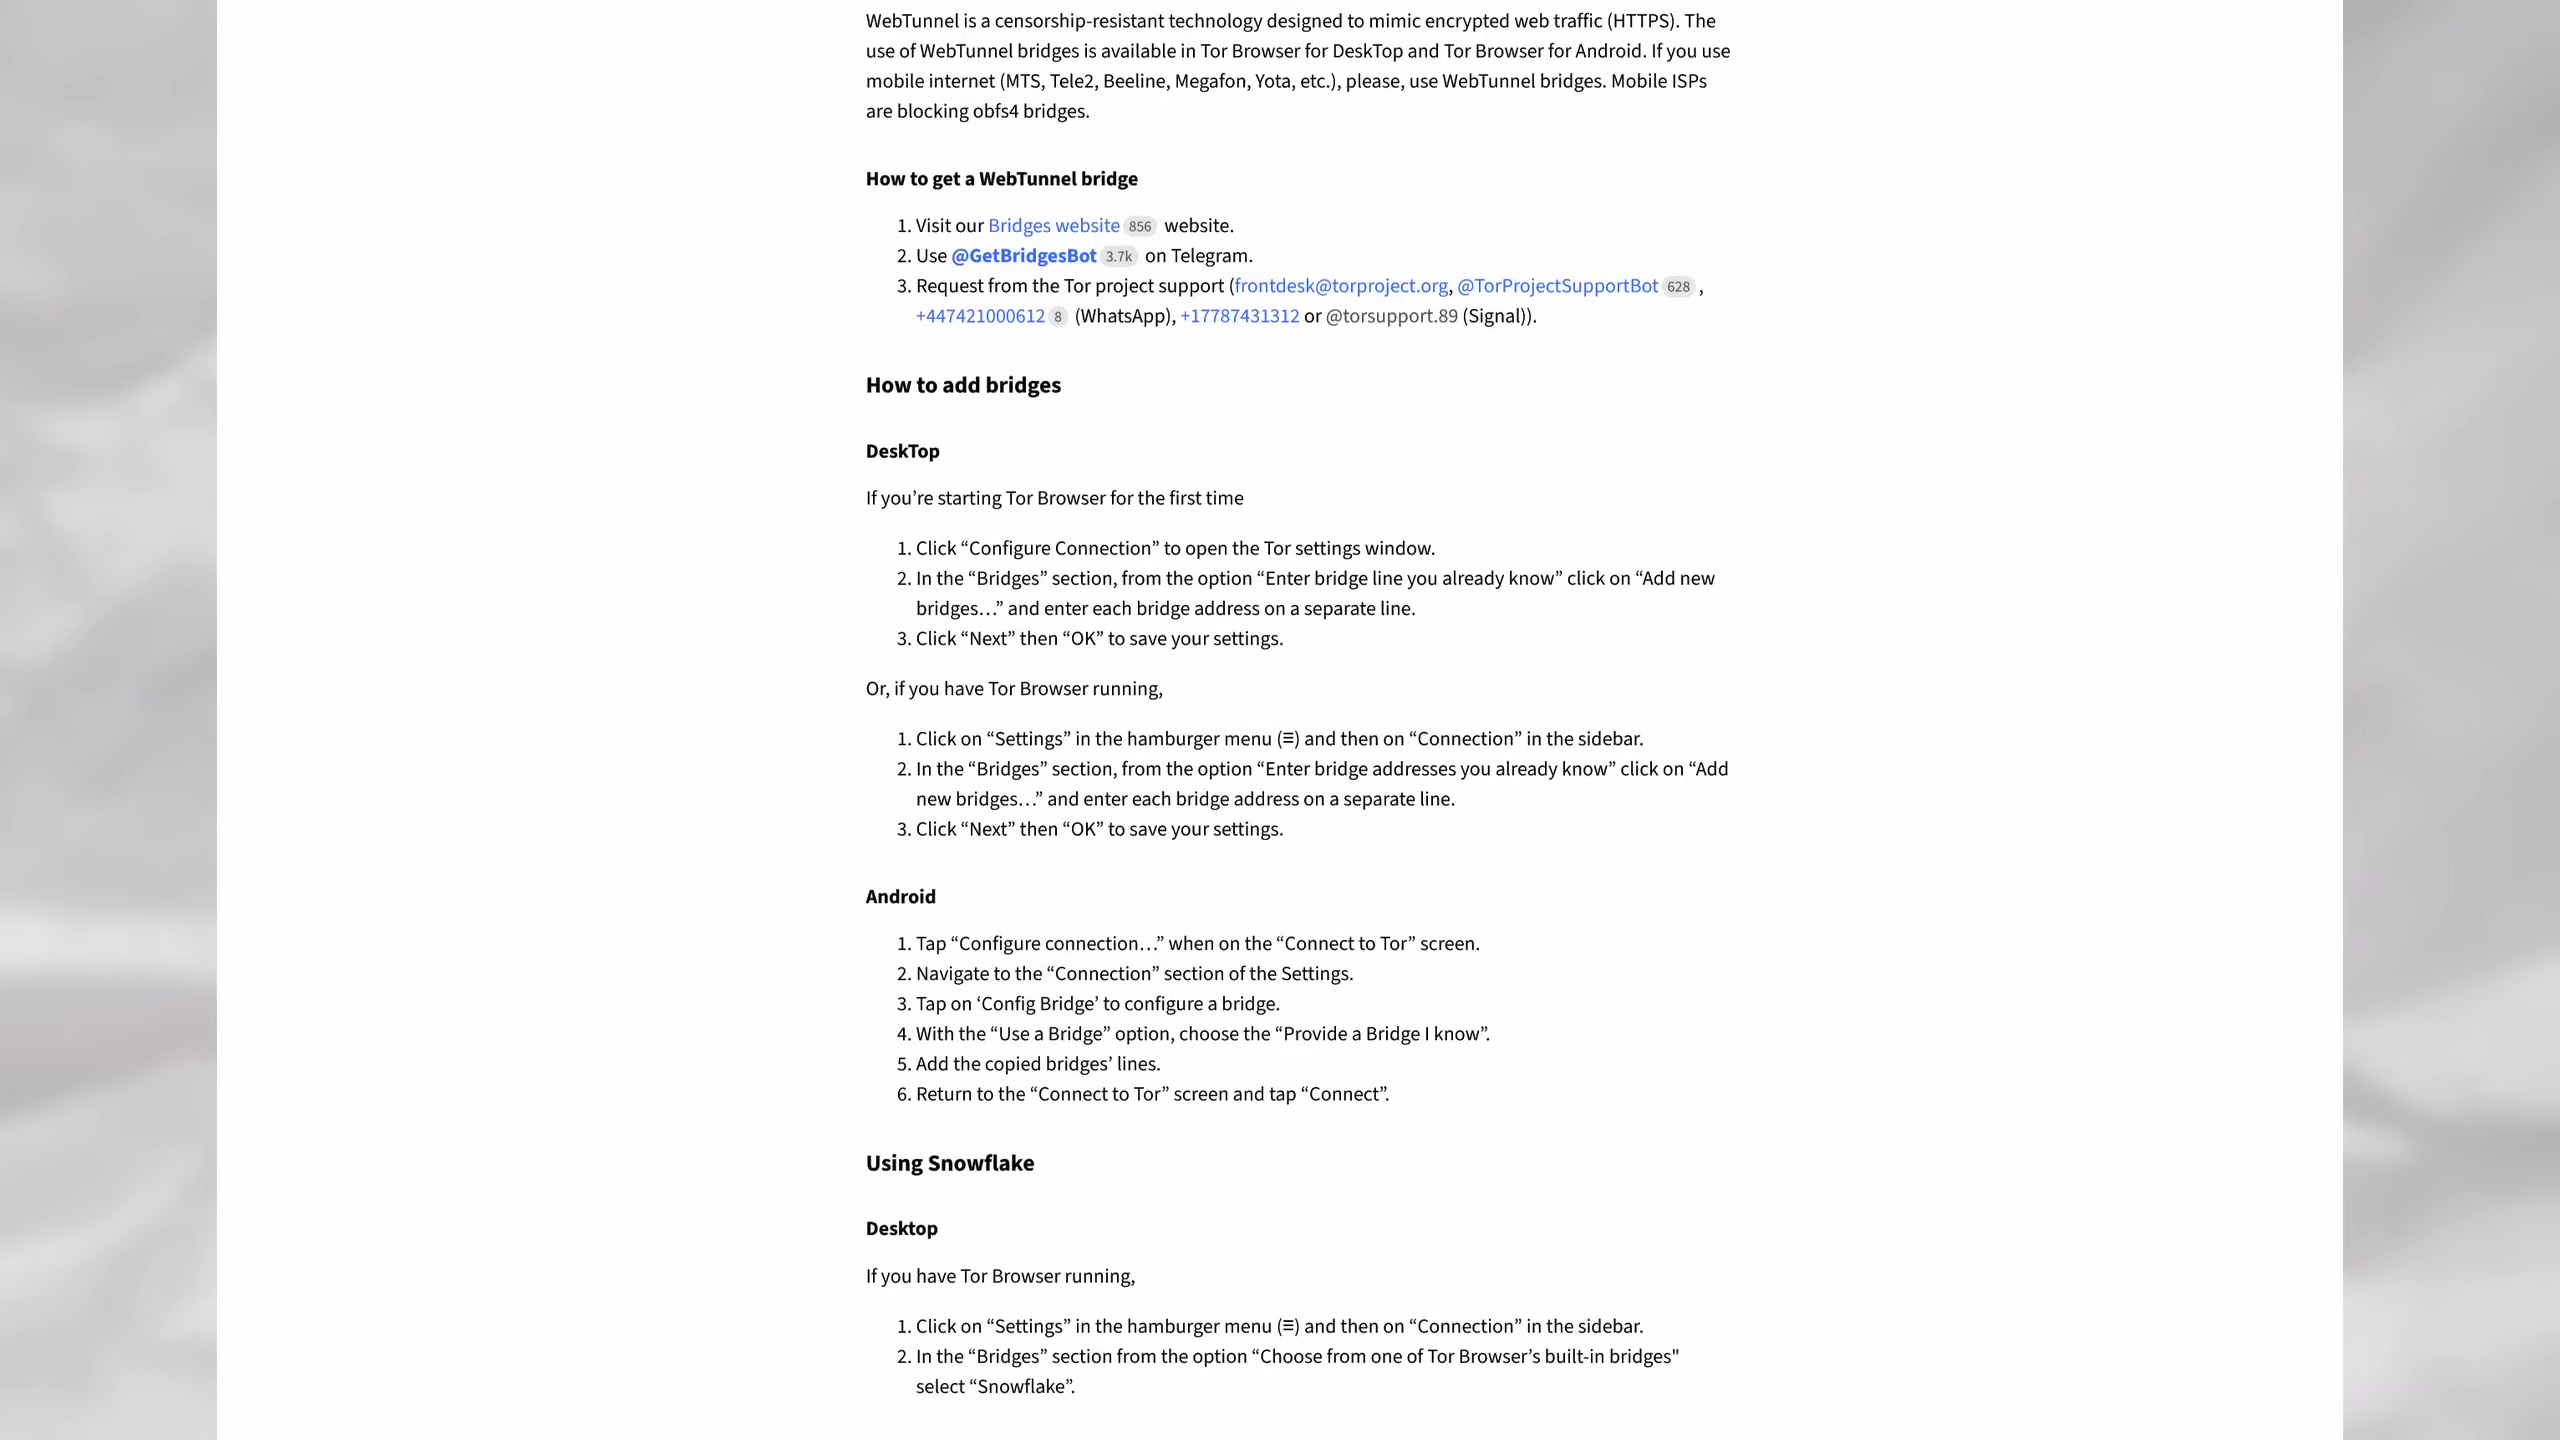 WebTunnel is a censorship-resistant technology designed to mimic encrypted web traffic (HTTPS). The
use of WebTunnel bridges is available in Tor Browser for DeskTop and Tor Browser for Android. If you use
mobile internet (MTS, Tele2, Beeline, Megafon, Yota, etc.), please, use WebTunnel bridges. Mobile ISPs
are blocking obfs4 bridges.
How to get a WebTunnel bridge
1. Visit our Bridges website 856 website.
2. Use @GetBridgesBot 3.7k on Telegram.
3. Request from the Tor project support (frontdesk@torproject.org, @TorProjectSupportBot 628 ,
+447421000612 8 (WhatsApp), +17787431312 or @torsupport.89 (Signal)).
How to add bridges
DeskTop
If you’re starting Tor Browser for the first time
1. Click “Configure Connection” to open the Tor settings window.
2. In the “Bridges” section, from the option “Enter bridge line you already know” click on “Add new
bridges…” and enter each bridge address on a separate line.
3. Click “Next” then “OK” to save your settings.
Or, if you have Tor Browser running,
1. Click on “Settings” in the hamburger menu (≡) and then on “Connection” in the sidebar.
2. In the “Bridges” section, from the option “Enter bridge addresses you already know” click on “Add
new bridges…” and enter each bridge address on a separate line.
3. Click “Next” then “OK” to save your settings.
Android
1. Tap “Configure connection…” when on the “Connect to Tor” screen.
2. Navigate to the “Connection” section of the Settings.
3. Tap on ‘Config Bridge’ to configure a bridge.
4. With the “Use a Bridge” option, choose the “Provide a Bridge I know”.
5. Add the copied bridges’ lines.
6. Return to the “Connect to Tor” screen and tap “Connect”.
Using Snowflake
Desktop
If you have Tor Browser running,
1. Click on “Settings” in the hamburger menu (≡) and then on “Connection” in the sidebar.
2. In the “Bridges” section from the option “Choose from one of Tor Browser’s built-in bridges"
select “Snowflake”.